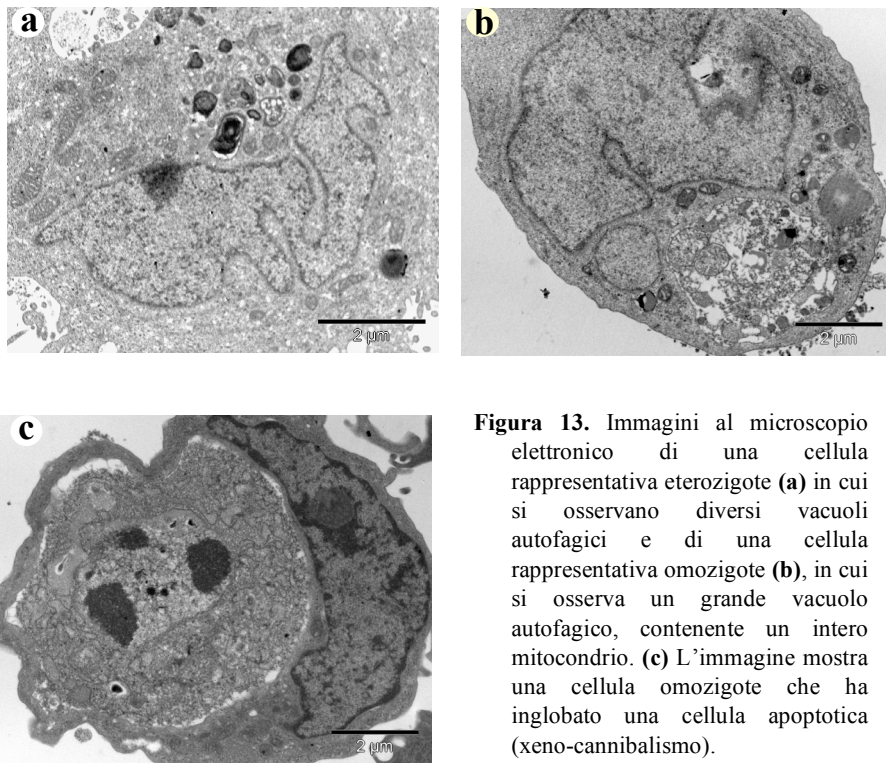 a
b
2 µm
2 µm
c
2 µm
Figura 13. Immagini al microscopio
elettronico di una cellula
rappresentativa eterozigote (a) in cui
si osservano diversi vacuoli
autofagici e di una cellula
rappresentativa omozigote (b), in cui
si osserva un grande vacuolo
autofagico, contenente un intero
mitocondrio. (c) L’immagine mostra
una cellula omozigote che ha
inglobato una cellula apoptotica
(xeno-cannibalismo).